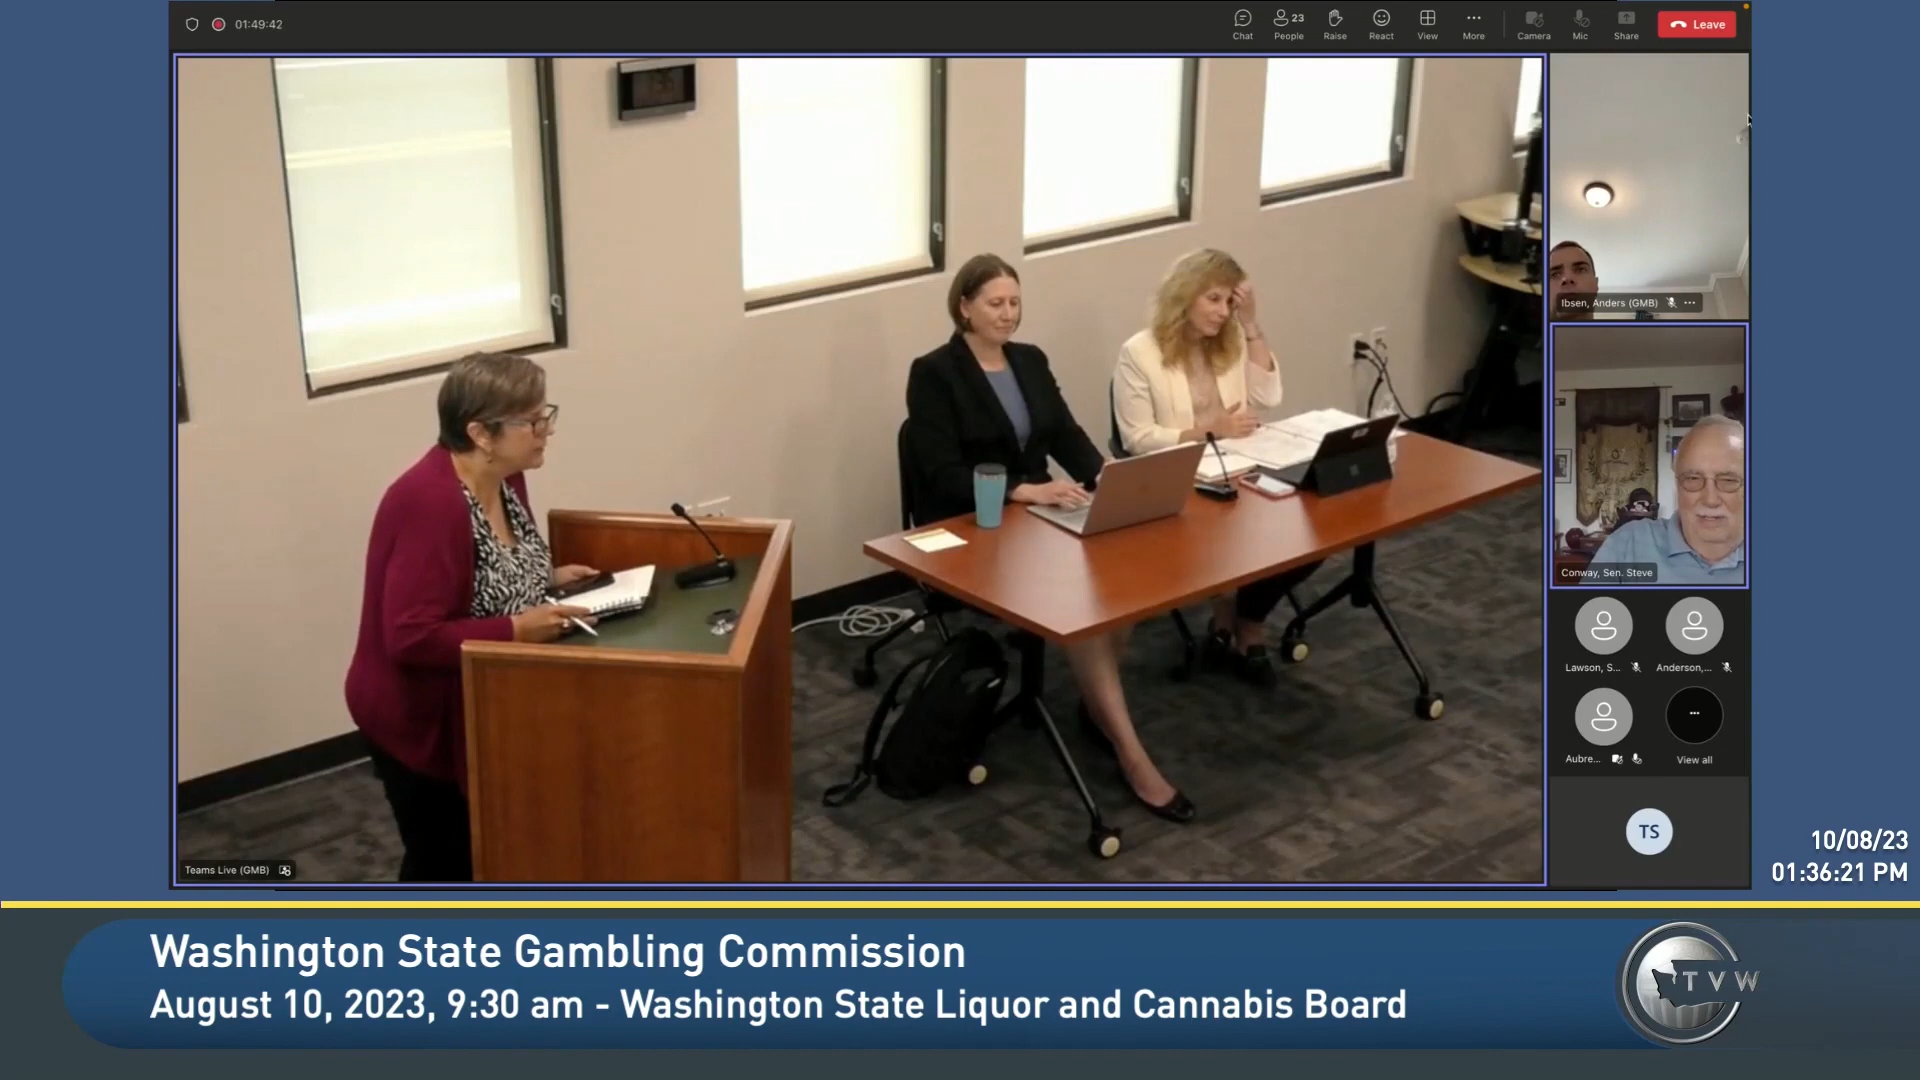 01:49:42
Chat
23
People
Raise
React
View
More
Camera
Mic
Share
Leave
Ibsen, Anders (GMB)
Conway, Sen. Steve
Lawson, S...
Anderson,...
Aubre...
View all
TS
Teams Live (GMB)
10/08/23
01:36:21 PM
Washington State Gambling Commission
August 10, 2023, 9:30 am - Washington State Liquor and Cannabis Board
TVW